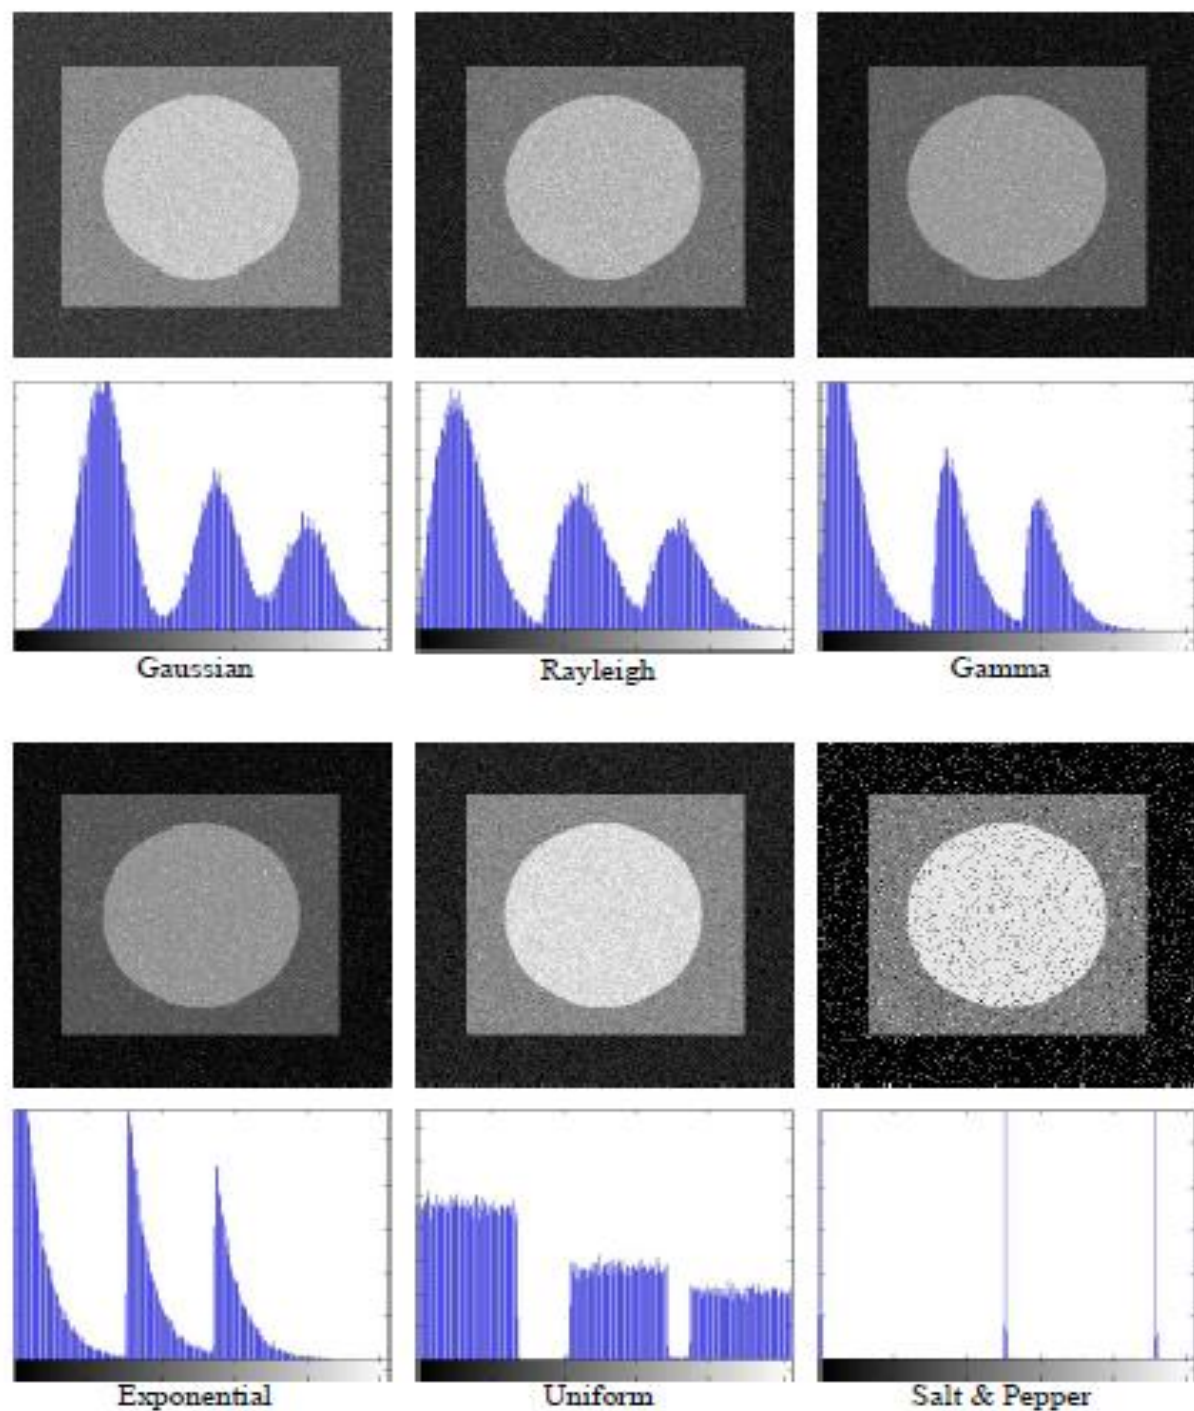 Gaussian
Rayleigh
Gamma
Exponential
Uniform
Salt & Pepper